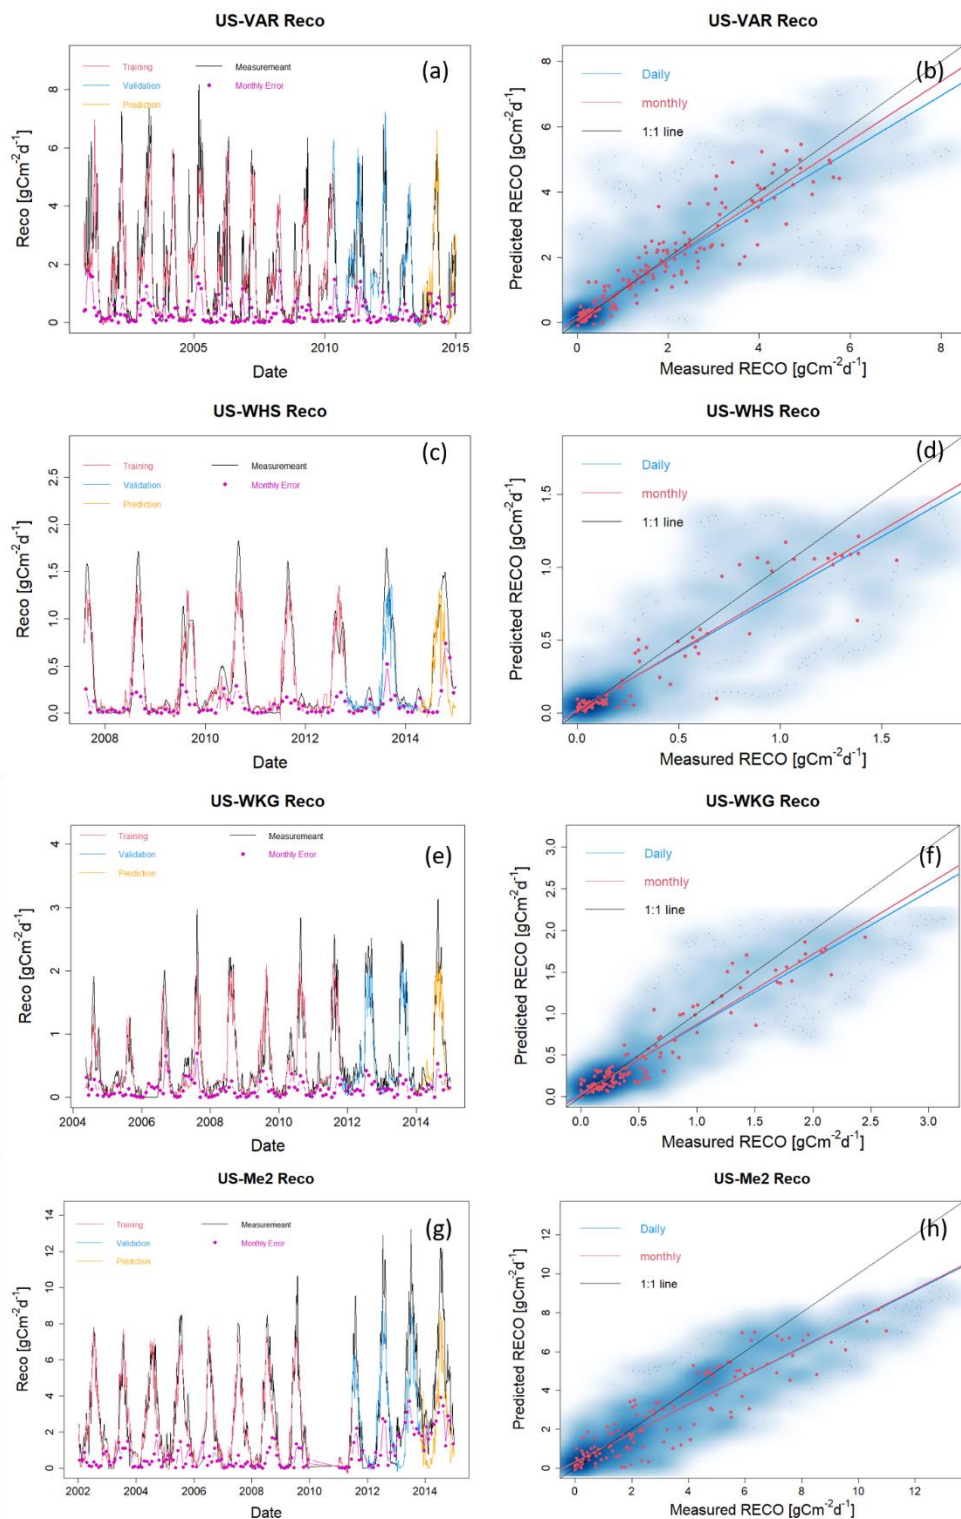 US-VAR Reco
(a)
Training
Measuremeant
Validation
Monthly Error
Prediction
Reco [gCm-2d-1]
8
6
4
2
0
2005
2010
2015
Date
US-VAR Reco
(b)
Daily
monthly
1:1 line
Predicted RECO [gCm-2d-1]
8
6
4
2
0
0
2
4
6
8
Measured RECO [gCm-2d-1]
US-WHS Reco
(c)
Training
Measuremeant
Validation
Monthly Error
Prediction
Reco [gCm-2d-1]
2.5
2.0
1.5
1.0
0.5
0.0
2008
2010
2012
2014
Date
US-WHS Reco
(d)
Daily
monthly
1:1 line
Predicted RECO [gCm-2d-1]
1.5
1.0
0.5
0.0
0.0
0.5
1.0
1.5
Measured RECO [gCm-2d-1]
US-WKG Reco
(e)
Training
Measuremeant
Validation
Monthly Error
Prediction
Reco [gCm-2d-1]
4
3
2
1
0
2004
2006
2008
2010
2012
2014
Date
US-WKG Reco
(f)
Daily
monthly
1:1 line
Predicted RECO [gCm-2d-1]
3.0
2.5
2.0
1.5
1.0
0.5
0.0
0.0
0.5
1.0
1.5
2.0
2.5
3.0
Measured RECO [gCm-2d-1]
US-Me2 Reco
(g)
Training
Measuremeant
Validation
Monthly Error
Prediction
Reco [gCm-2d-1]
14
12
10
8
6
4
2
0
2002
2004
2006
2008
2010
2012
2014
Date
US-Me2 Reco
(h)
Daily
monthly
1:1 line
Predicted RECO [gCm-2d-1]
12
10
8
6
4
2
0
0
2
4
6
8
10
12
Measured RECO [gCm-2d-1]